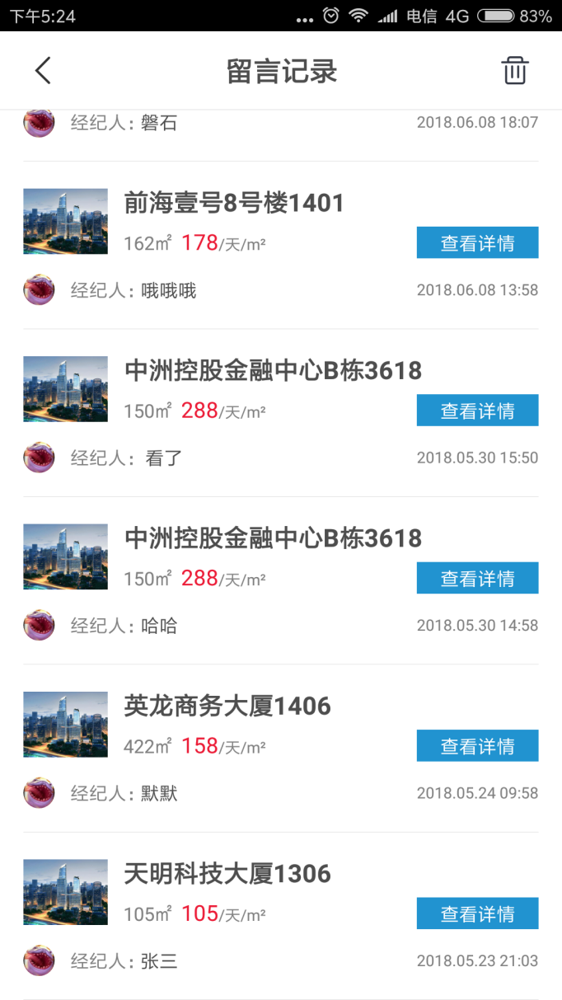 下午5:24 ... 电信 4G 83%
留言记录
经纪人: 磐石 2018.06.08 18:07
前海壹号8号楼1401
162㎡ 178/天/m² 查看详情
经纪人: 哦哦哦 2018.06.08 13:58
中洲控股金融中心B栋3618
150㎡ 288/天/m² 查看详情
经纪人: 看了 2018.05.30 15:50
中洲控股金融中心B栋3618
150㎡ 288/天/m² 查看详情
经纪人: 哈哈 2018.05.30 14:58
英龙商务大厦1406
422㎡ 158/天/m² 查看详情
经纪人: 默默 2018.05.24 09:58
天明科技大厦1306
105㎡ 105/天/m² 查看详情
经纪人: 张三 2018.05.23 21:03